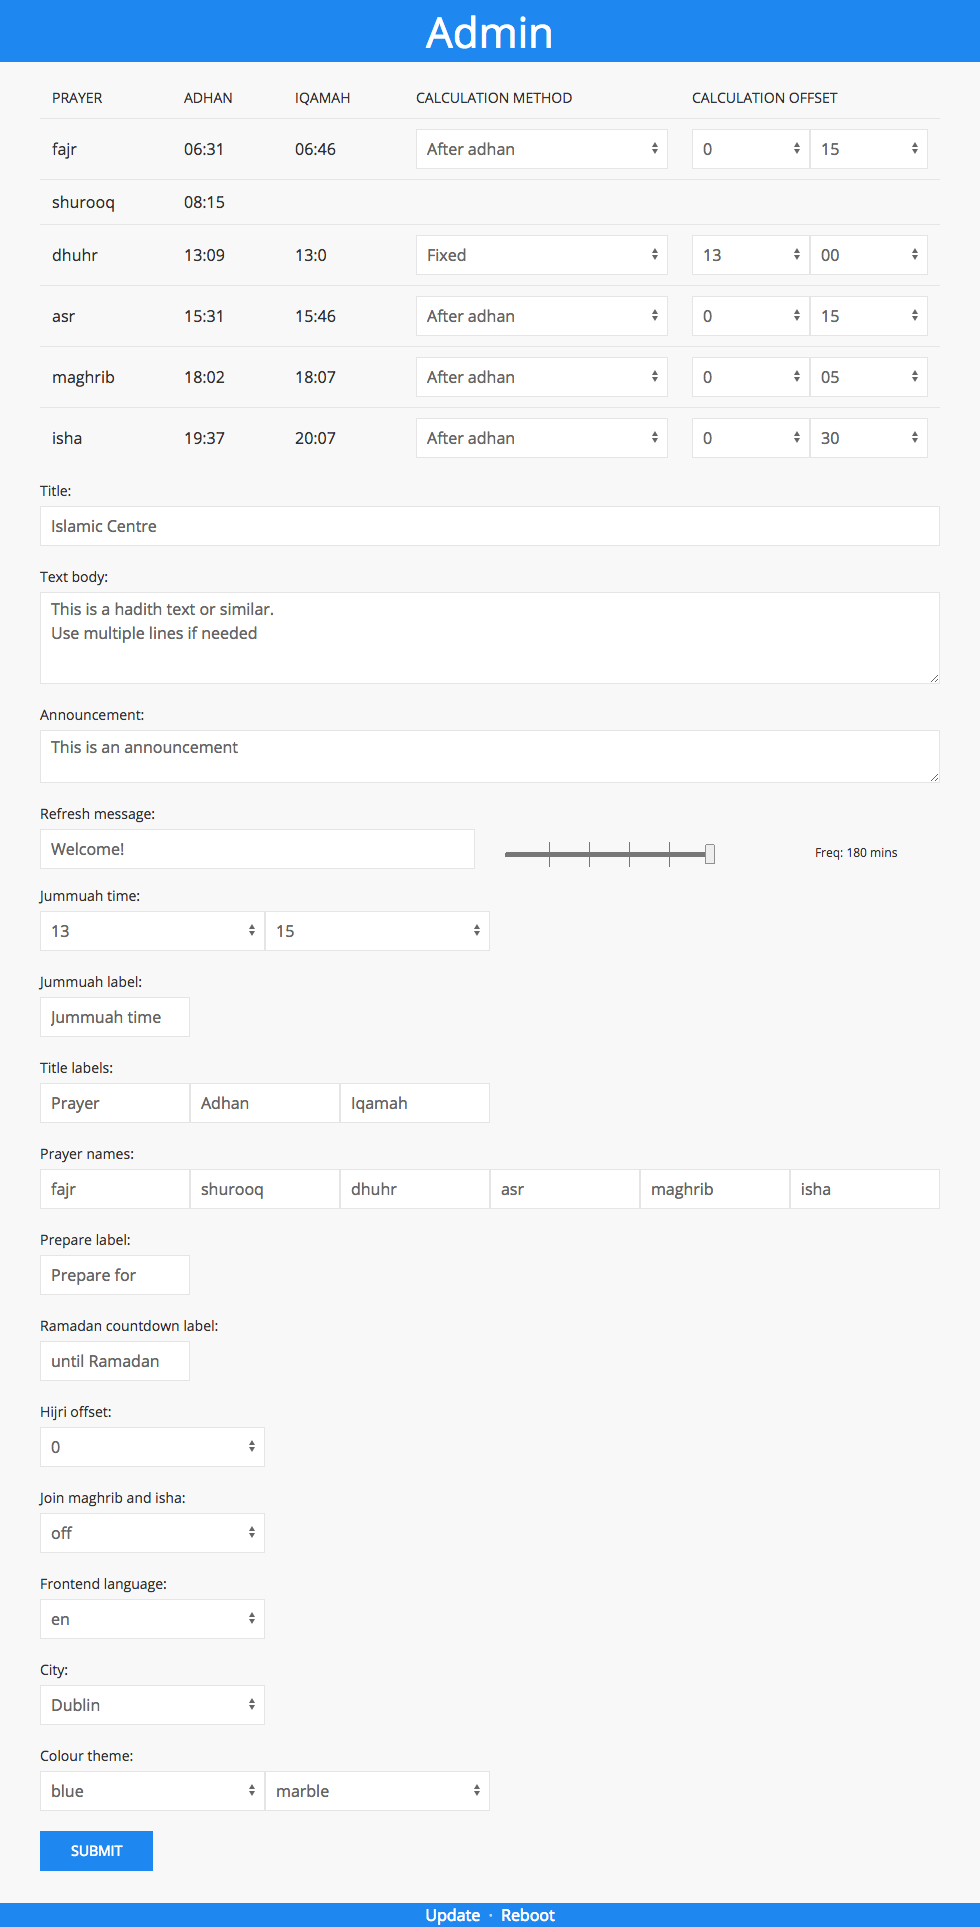 Admin
PRAYER ADHAN IQAMAH CALCULATION METHOD CALCULATION OFFSET
fajr 06:31 06:46 After adhan 0 15
shurooq 08:15
dhuhr 13:09 13:0 Fixed 13 00
asr 15:31 15:46 After adhan 0 15
maghrib 18:02 18:07 After adhan 0 05
isha 19:37 20:07 After adhan 0 30
Title:
Islamic Centre
Text body:
This is a hadith text or similar.
Use multiple lines if needed
Announcement:
This is an announcement
Refresh message:
Welcome! Freq: 180 mins
Jummuah time:
13 15
Jummuah label:
Jummuah time
Title labels:
Prayer Adhan Iqamah
Prayer names:
fajr shurooq dhuhr asr maghrib isha
Prepare label:
Prepare for
Ramadan countdown label:
until Ramadan
Hijri offset:
0
Join maghrib and isha:
off
Frontend language:
en
City:
Dublin
Colour theme:
blue marble
SUBMIT
Update · Reboot